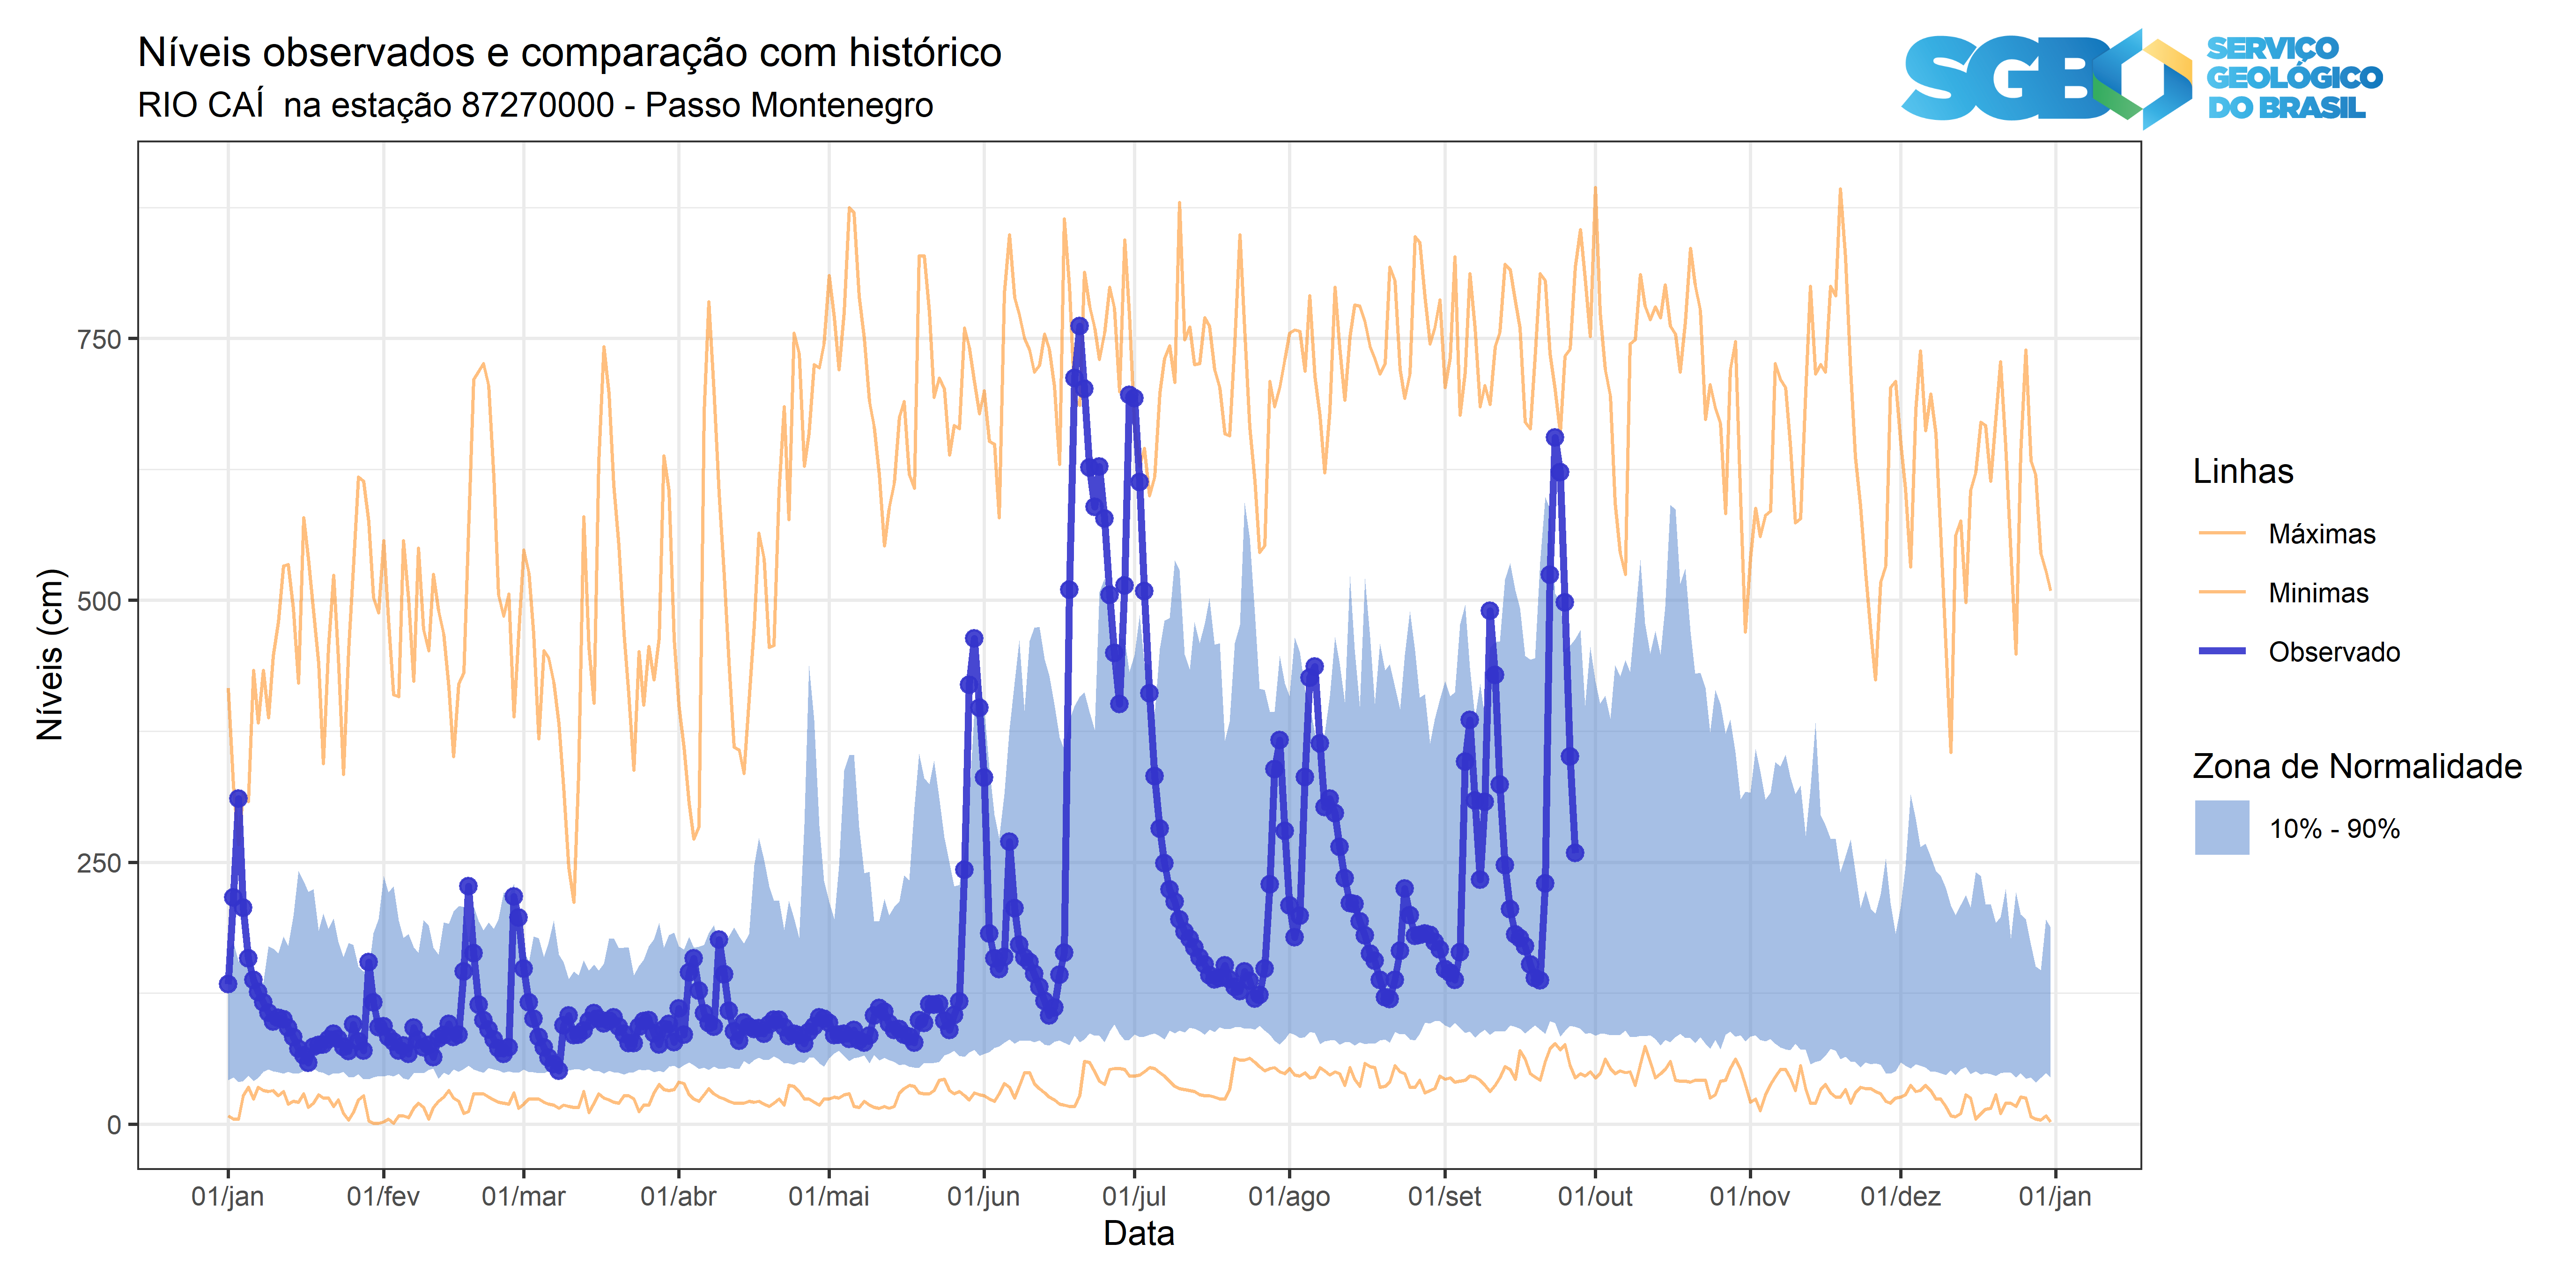 Níveis observados e comparação com histórico
RIO CAÍ  na estação 87270000 - Passo Montenegro
SGB
SERVIÇO
GEOLÓGICO
DO BRASIL
Níveis (cm)
750
500
250
0
01/jan
01/fev
01/mar
01/abr
01/mai
01/jun
01/jul
01/ago
01/set
01/out
01/nov
01/dez
01/jan
Data
Linhas
Máximas
Minimas
Observado
Zona de Normalidade
10% - 90%